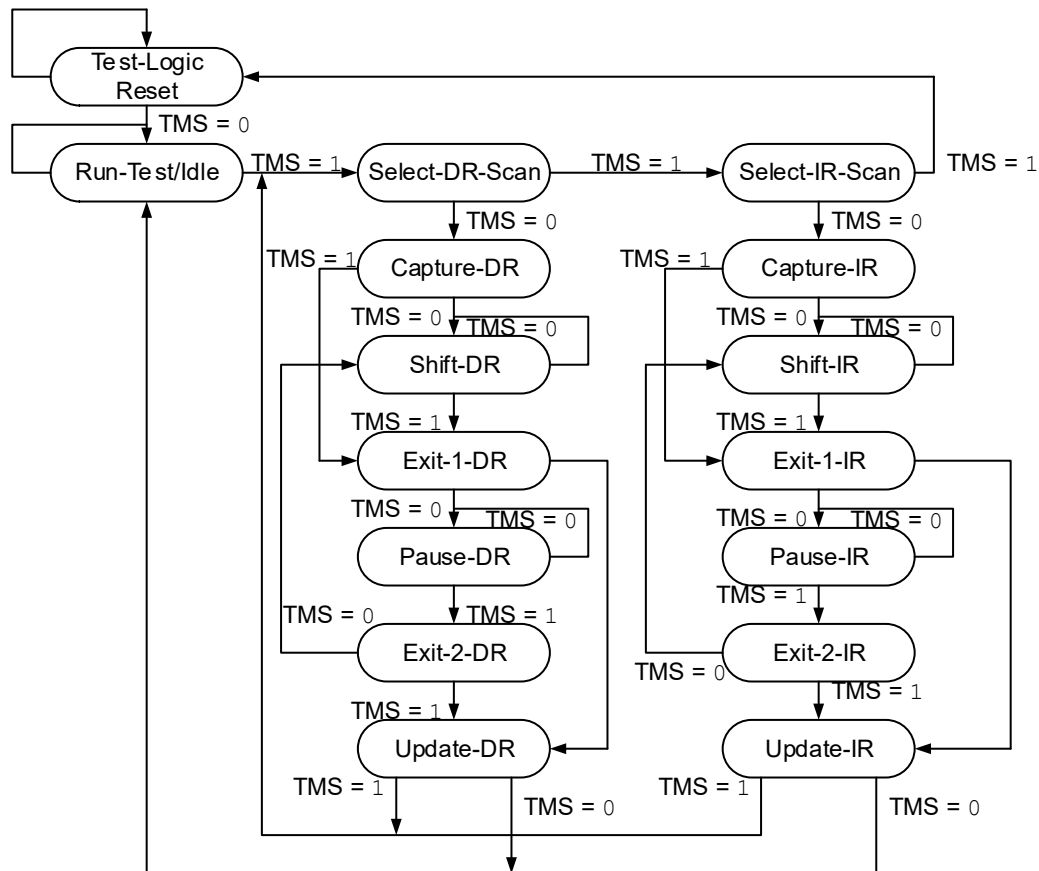 Test-Logic
Reset
TMS = 0
Run-Test/Idle
TMS = 1
Select-DR-Scan
TMS = 1
Select-IR-Scan
TMS = 1
TMS = 0
TMS = 0
TMS = 1
Capture-DR
TMS = 1
Capture-IR
TMS = 0
TMS = 0
TMS = 0
TMS = 0
Shift-DR
Shift-IR
TMS = 1
TMS = 1
Exit-1-DR
Exit-1-IR
TMS = 0
TMS = 0
TMS = 0
TMS = 0
Pause-DR
Pause-IR
TMS = 0
TMS = 1
TMS = 1
Exit-2-DR
Exit-2-IR
TMS = 0
TMS = 1
TMS = 1
Update-DR
Update-IR
TMS = 1
TMS = 0
TMS = 1
TMS = 0